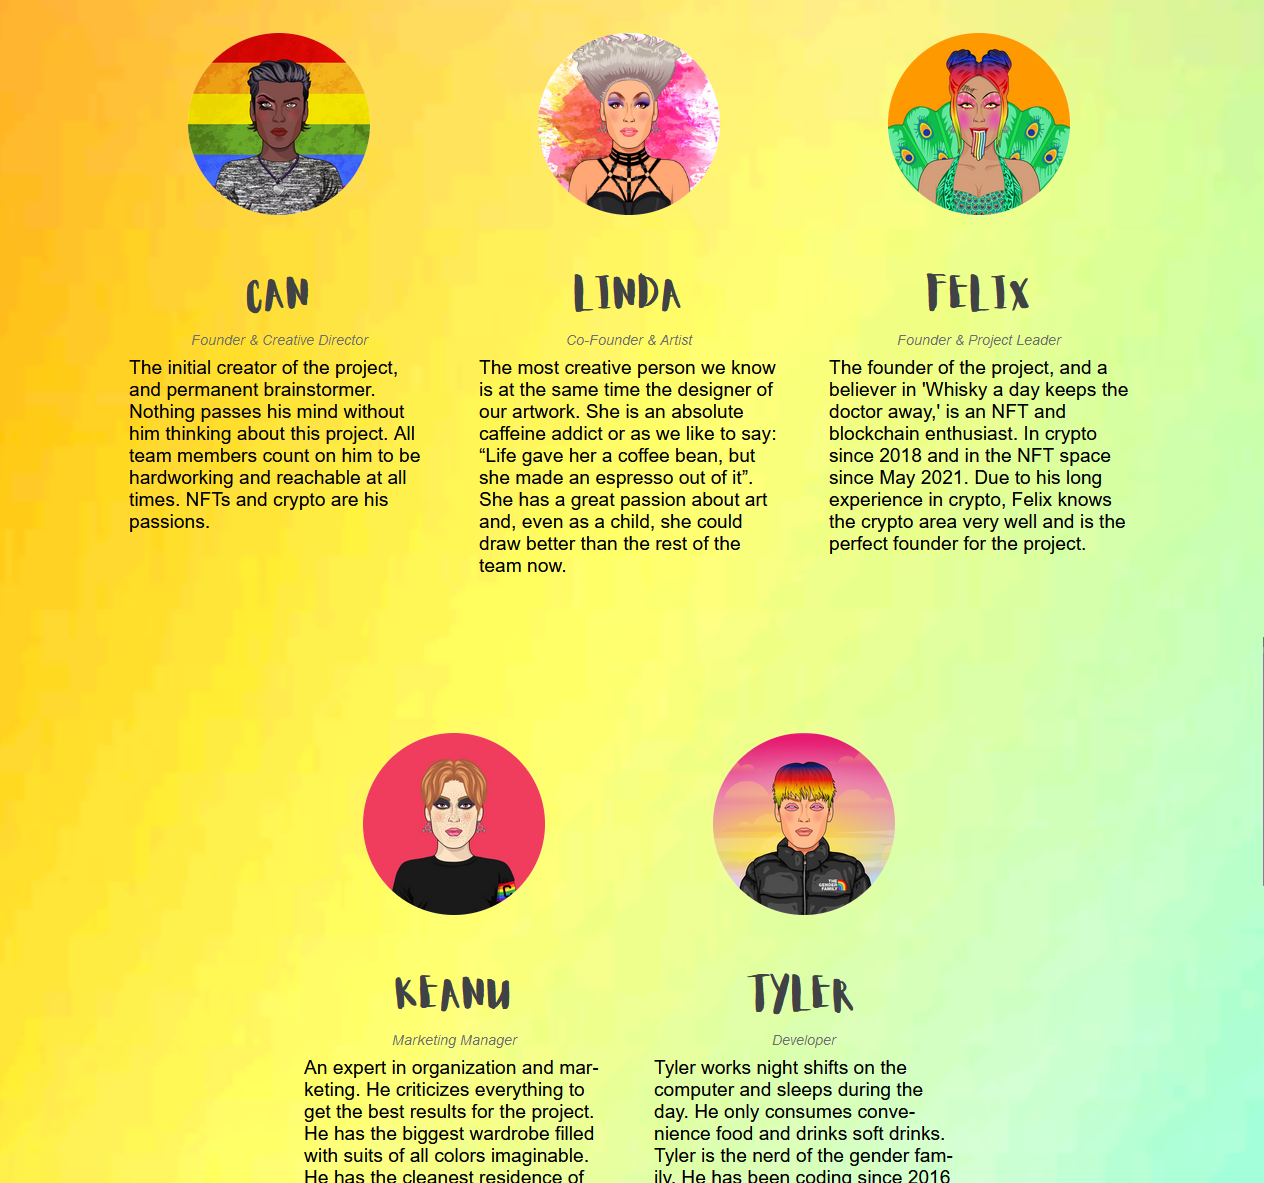 CAN
Founder & Creative Director
The initial creator of the project,
and permanent brainstormer.
Nothing passes his mind without
him thinking about this project. All
team members count on him to be
hardworking and reachable at all
times. NFTs and crypto are his
passions.
LINDA
Co-Founder & Artist
The most creative person we know
is at the same time the designer of
our artwork. She is an absolute
caffeine addict or as we like to say:
“Life gave her a coffee bean, but
she made an espresso out of it”.
She has a great passion about art
and, even as a child, she could
draw better than the rest of the
team now.
FELIX
Founder & Project Leader
The founder of the project, and a
believer in 'Whisky a day keeps the
doctor away,' is an NFT and
blockchain enthusiast. In crypto
since 2018 and in the NFT space
since May 2021. Due to his long
experience in crypto, Felix knows
the crypto area very well and is the
perfect founder for the project.
KEANU
Marketing Manager
An expert in organization and mar-
keting. He criticizes everything to
get the best results for the project.
He has the biggest wardrobe filled
with suits of all colors imaginable.
He has the cleanest residence of
THE
GENDER
FAMILY
TYLER
Developer
Tyler works night shifts on the
computer and sleeps during the
day. He only consumes conve-
nience food and drinks soft drinks.
Tyler is the nerd of the gender fam-
ily. He has been coding since 2016